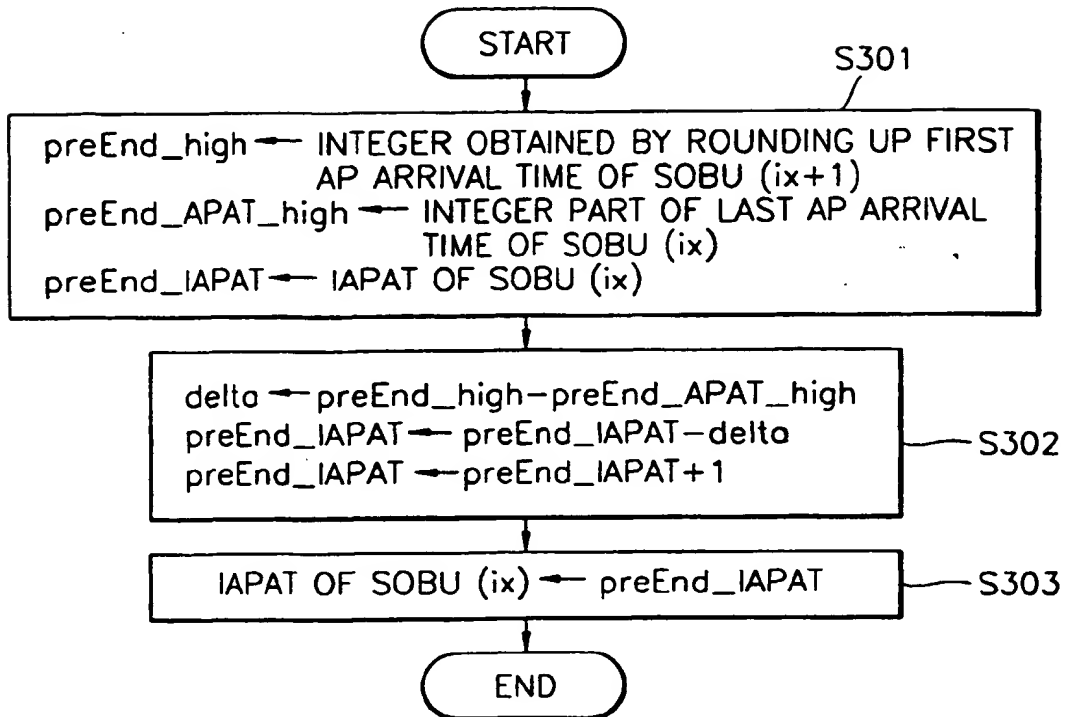 START
S301
preEnd_high ← INTEGER OBTAINED BY ROUNDING UP FIRST
AP ARRIVAL TIME OF SOBU (ix+1)
preEnd_APAT_high ← INTEGER PART OF LAST AP ARRIVAL
TIME OF SOBU (ix)
preEnd_IAPAT ← IAPAT OF SOBU (ix)
delta ← preEnd_high−preEnd_APAT_high
preEnd_IAPAT ← preEnd_IAPAT−delta
preEnd_IAPAT ← preEnd_IAPAT+1
S302
IAPAT OF SOBU (ix) ← preEnd_IAPAT
S303
END